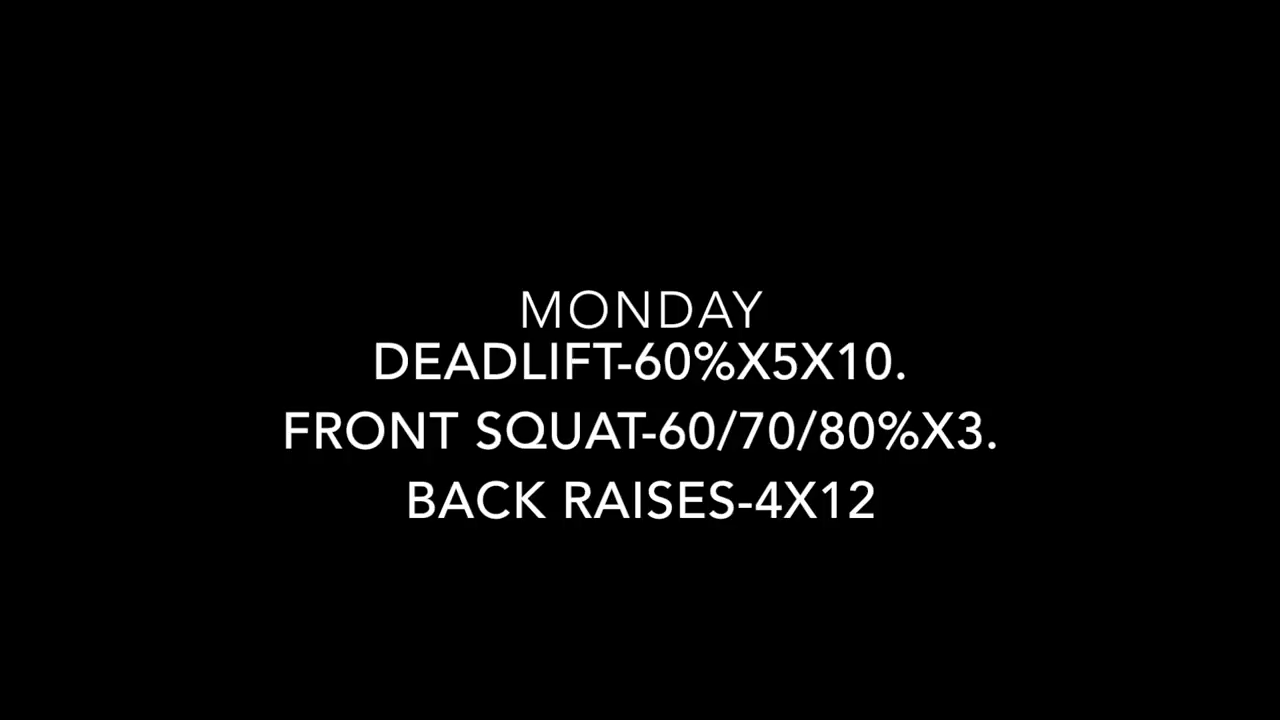 MONDAY
DEADLIFT-60%X5X10.
FRONT SQUAT-60/70/80%X3.
BACK RAISES-4X12